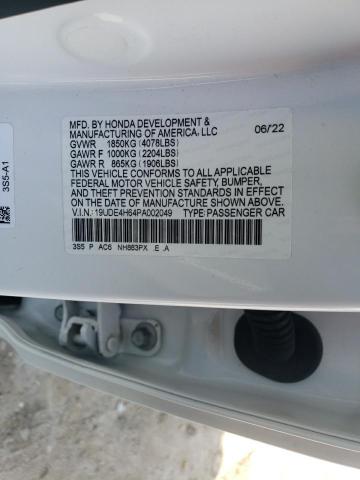 MFD. BY HONDA DEVELOPMENT &
MANUFACTURING OF AMERICA, LLC 06/22
GVWR 1850KG (4078LBS)
GAWR F 1000KG (2204LBS)
GAWR R 865KG (1906LBS)
THIS VEHICLE CONFORMS TO ALL APPLICABLE
FEDERAL MOTOR VEHICLE SAFETY, BUMPER,
AND THEFT PREVENTION STANDARDS IN EFFECT
ON THE DATE OF MANUFACTURE SHOWN ABOVE.
V.I.N.: 19UDE4H64PA002049 TYPE: PASSENGER CAR
3S5 P AC6 NH883PX E .A
3S5-A1